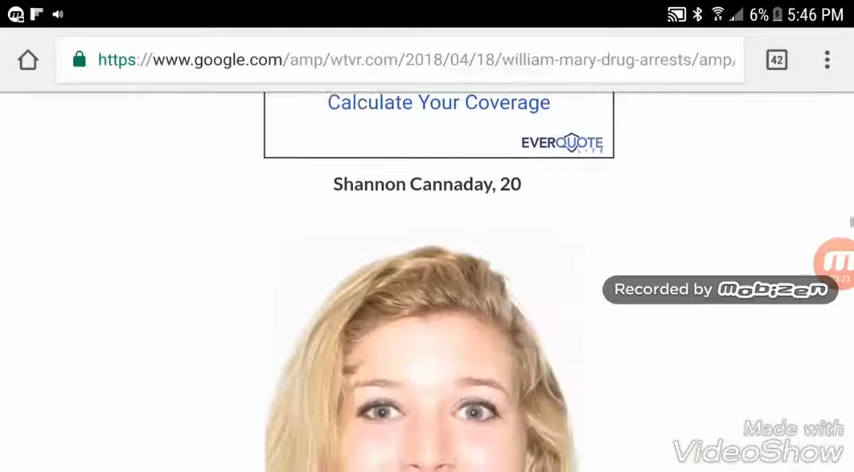 6% 5:46 PM
https://www.google.com/amp/wtvr.com/2018/04/18/william-mary-drug-arrests/amp/
42
Calculate Your Coverage
EVERQUOTE
LIFE
Shannon Cannaday, 20
Recorded by mobizen
Made with
VideoShow